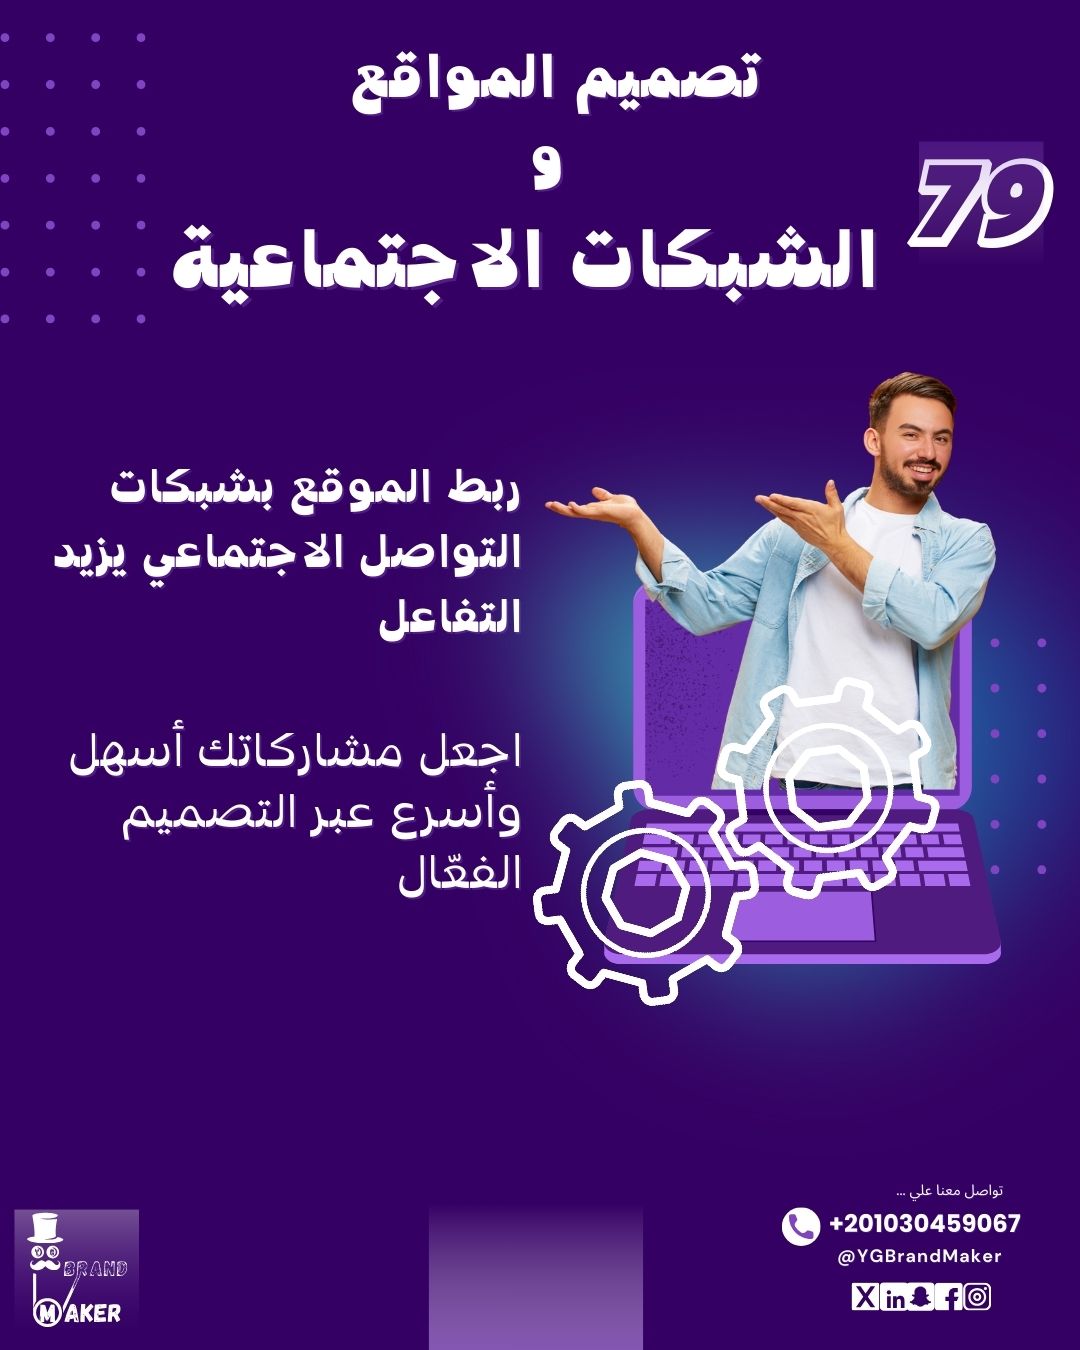 تصميم المواقع
و
الشبكات الاجتماعية
79
ربط الموقع بشبكات
التواصل الاجتماعي يزيد
التفاعل
اجعل مشاركاتك أسهل
وأسرع عبر التصميم
الفعّال
تواصل معنا علي ...
+201030459067
@YGBrandMaker
BRAND
MAKER